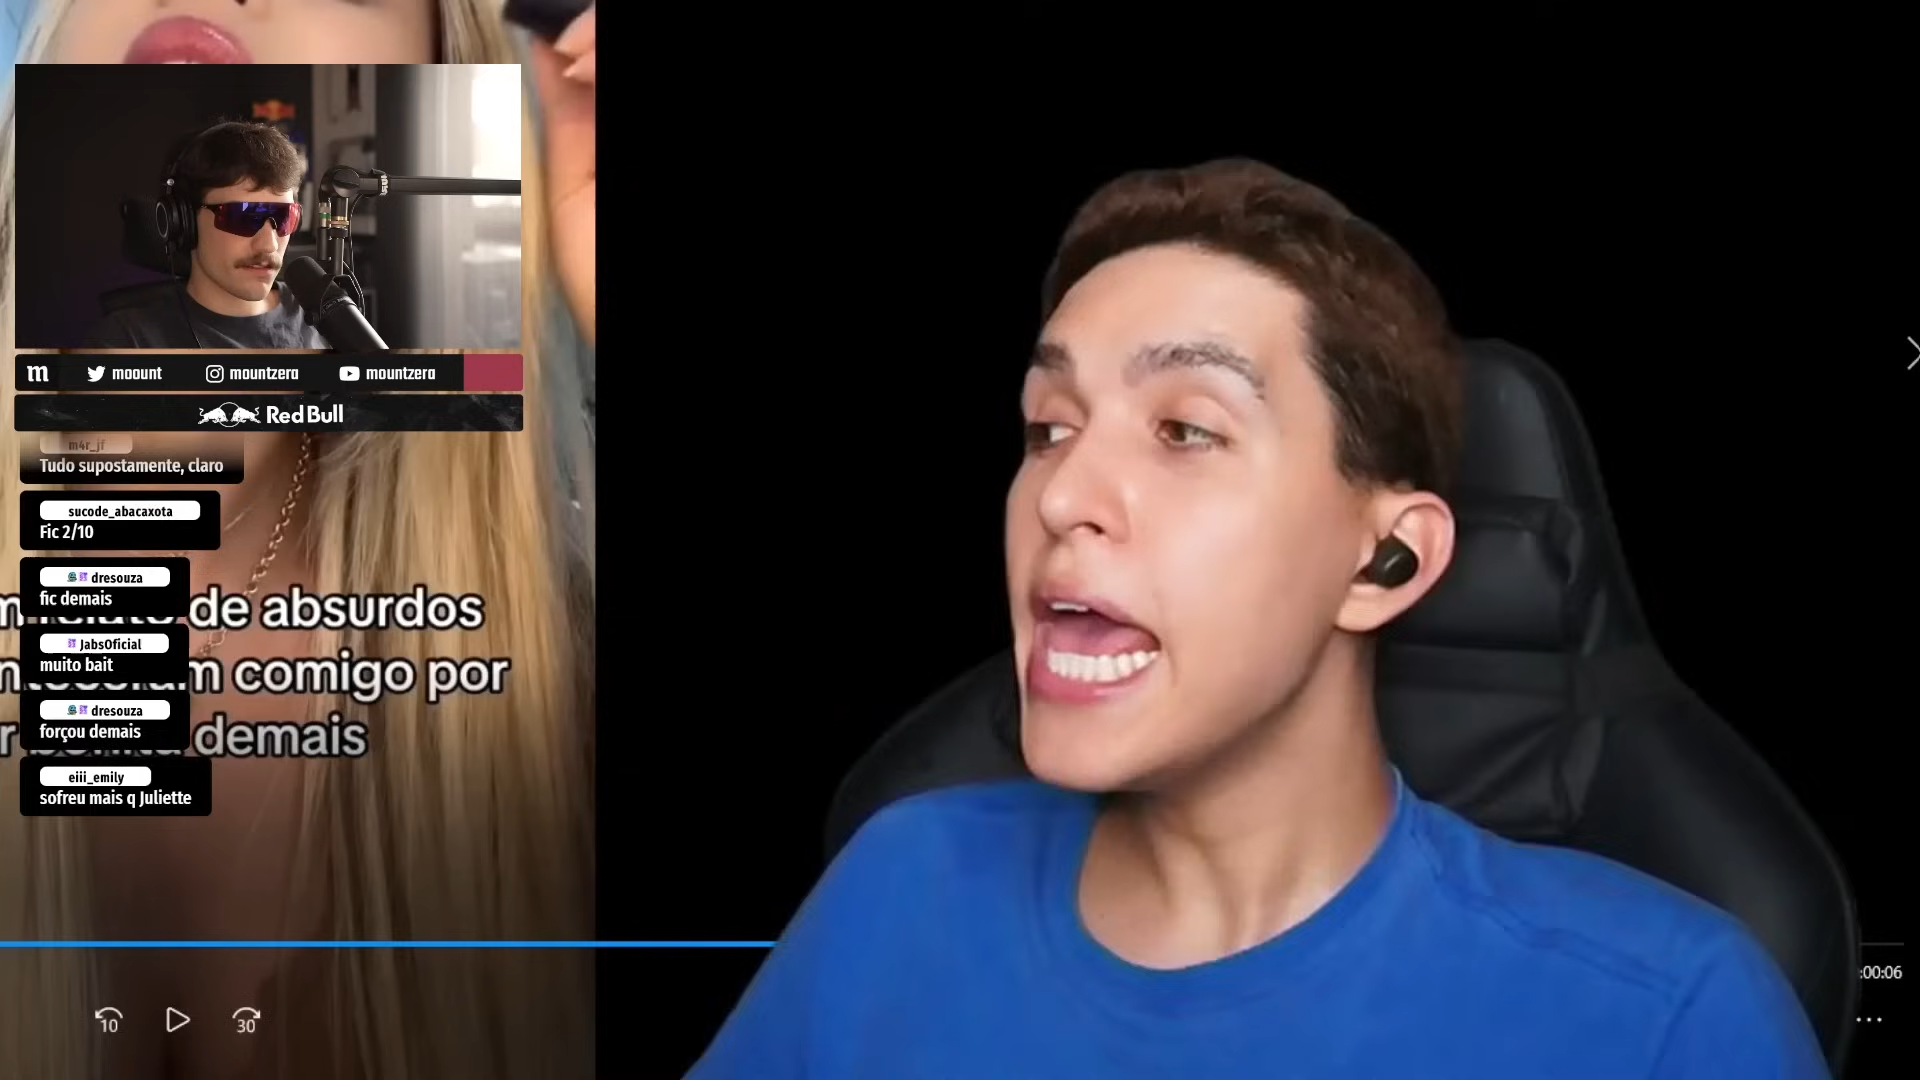 m moount mountzera mountzera
Red Bull
m4r_jf
Tudo supostamente, claro
sucode_abacaxota
Fic 2/10
dresouza
fic demais
JabsOficial
muito bait
dresouza
forçou demais
eiii_emily
sofreu mais q Juliette
de absurdos
comigo por
demais
:00:06
10
30